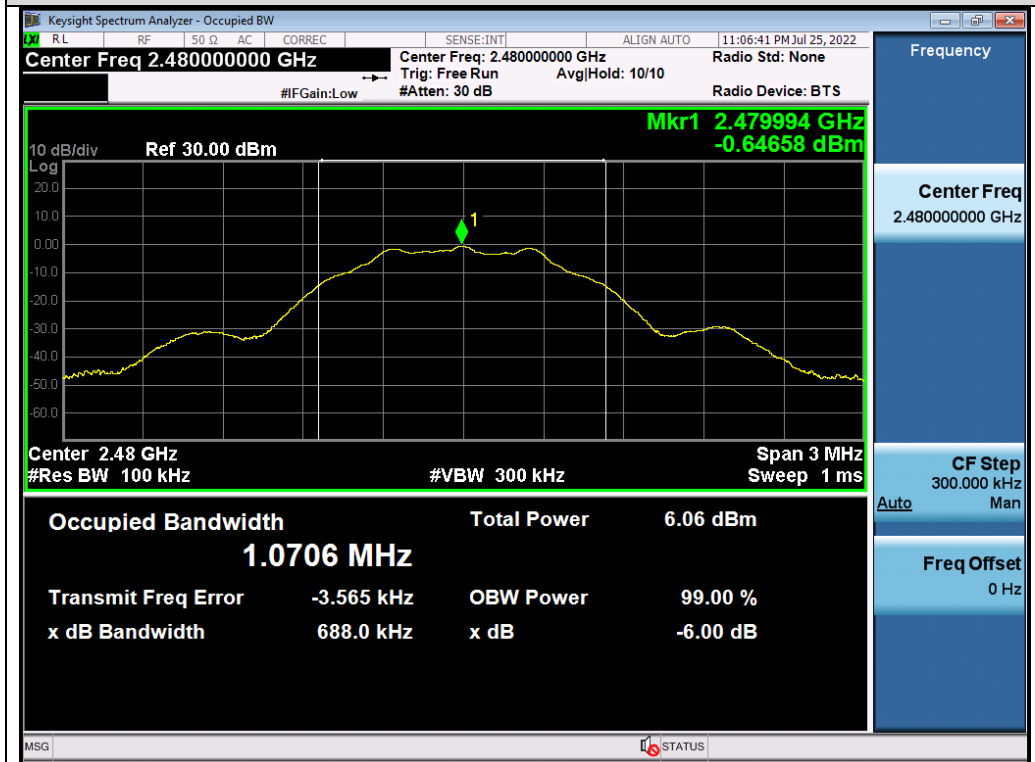 Keysight Spectrum Analyzer - Occupied BW
LXI RL RF 50 Ω AC CORREC SENSE:INT ALIGN AUTO 11:06:41 PM Jul 25, 2022
Center Freq 2.480000000 GHz
Center Freq: 2.480000000 GHz
Radio Std: None
Trig: Free Run Avg|Hold: 10/10
#IFGain:Low #Atten: 30 dB Radio Device: BTS
Mkr1 2.479994 GHz
-0.64658 dBm
10 dB/div Ref 30.00 dBm
Log
20.0
10.0
0.00
-10.0
-20.0
-30.0
-40.0
-50.0
-60.0
1
Center 2.48 GHz Span 3 MHz
#Res BW 100 kHz #VBW 300 kHz Sweep 1 ms
Occupied Bandwidth Total Power 6.06 dBm
1.0706 MHz
Transmit Freq Error -3.565 kHz OBW Power 99.00 %
x dB Bandwidth 688.0 kHz x dB -6.00 dB
Frequency
Center Freq
2.480000000 GHz
CF Step
300.000 kHz
Auto Man
Freq Offset
0 Hz
MSG STATUS